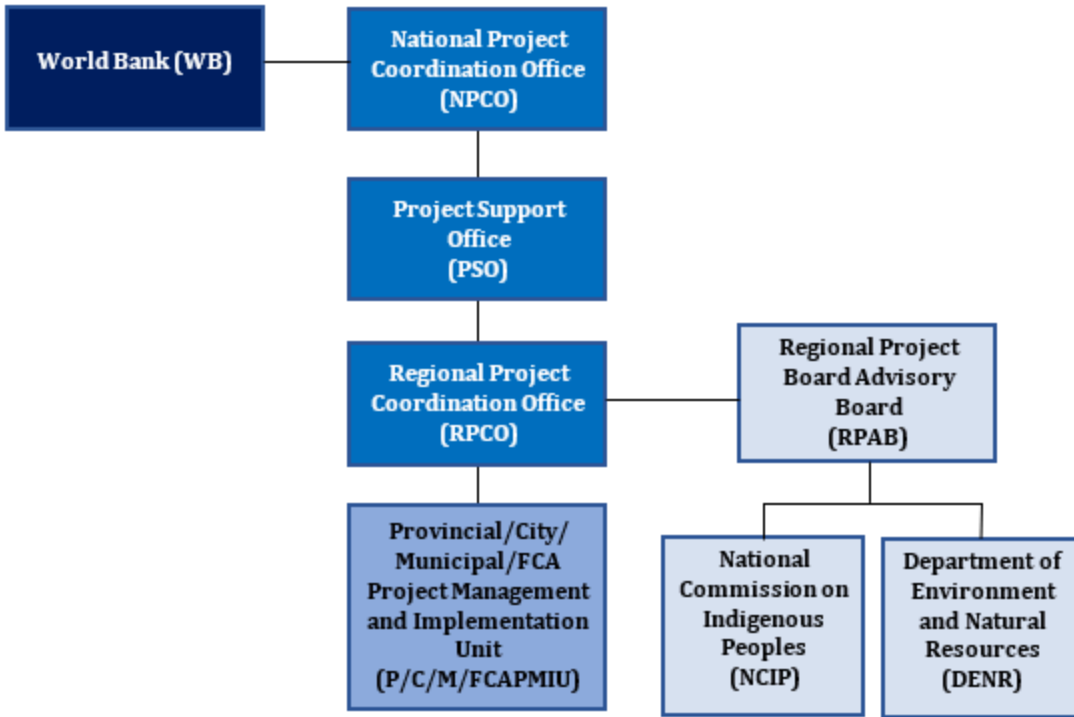 World Bank (WB)
National Project
Coordination Office
(NPCO)
Project Support
Office
(PSO)
Regional Project
Coordination Office
(RPCO)
Regional Project
Board Advisory
Board
(RPAB)
Provincial/City/
Municipal/FCA
Project Management
and Implementation
Unit
(P/C/M/FCAPMIU)
National
Commission on
Indigenous
Peoples
(NCIP)
Department of
Environment
and Natural
Resources
(DENR)